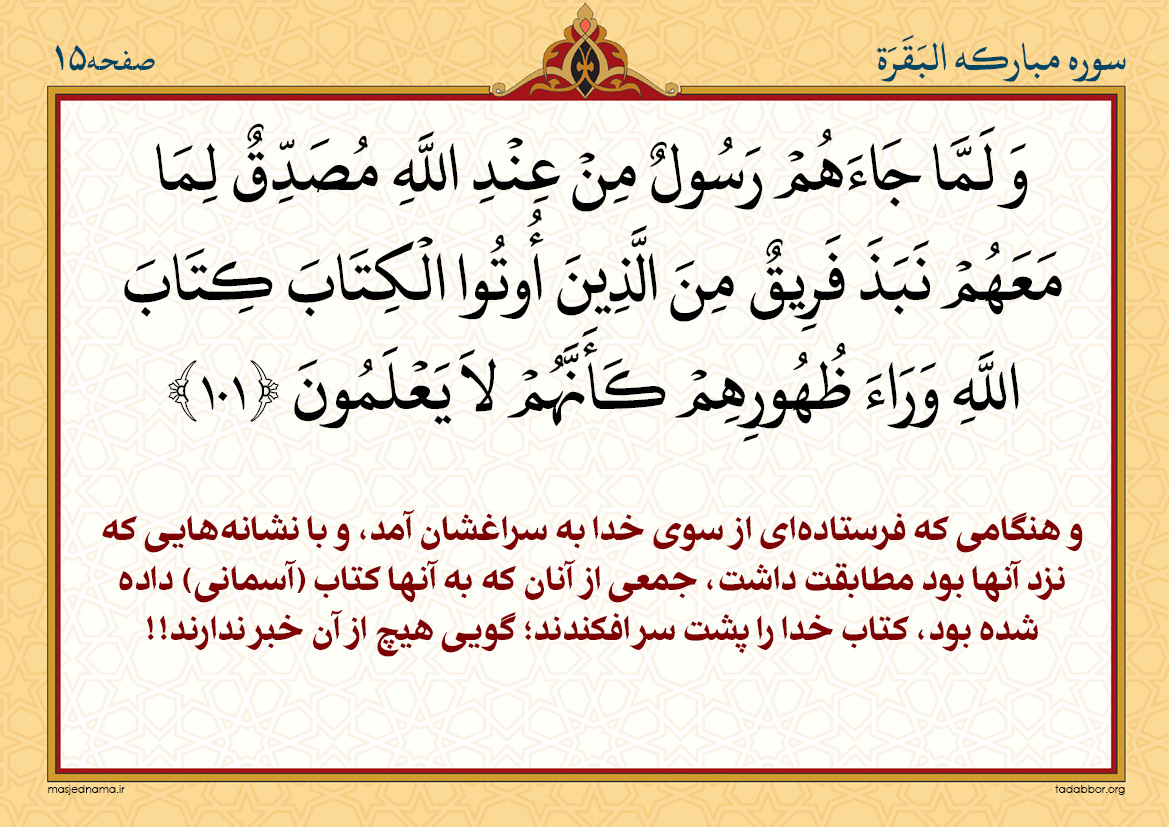 سوره مبارکه البَقَرَة
صفحه۱۵
وَ لَمَّا جَاءَهُمْ رَسُولٌ مِنْ عِنْدِ اللَّهِ مُصَدِّقٌ لِمَا
مَعَهُمْ نَبَذَ فَرِيقٌ مِنَ الَّذِينَ أُوتُوا الْكِتَابَ كِتَابَ
اللَّهِ وَرَاءَ ظُهُورِهِمْ كَأَنَّهُمْ لاَ يَعْلَمُونَ ﴿١٠١﴾
و هنگامی که فرستاده‌ای از سوی خدا به سراغشان آمد، و با نشانه‌هایی که
نزد آنها بود مطابقت داشت، جمعی از آنان که به آنها کتاب (آسمانی) داده
شده بود، کتاب خدا را پشت سر افکندند؛ گویی هیچ از آن خبر ندارند!!
masjednama.ir
tadabbor.org